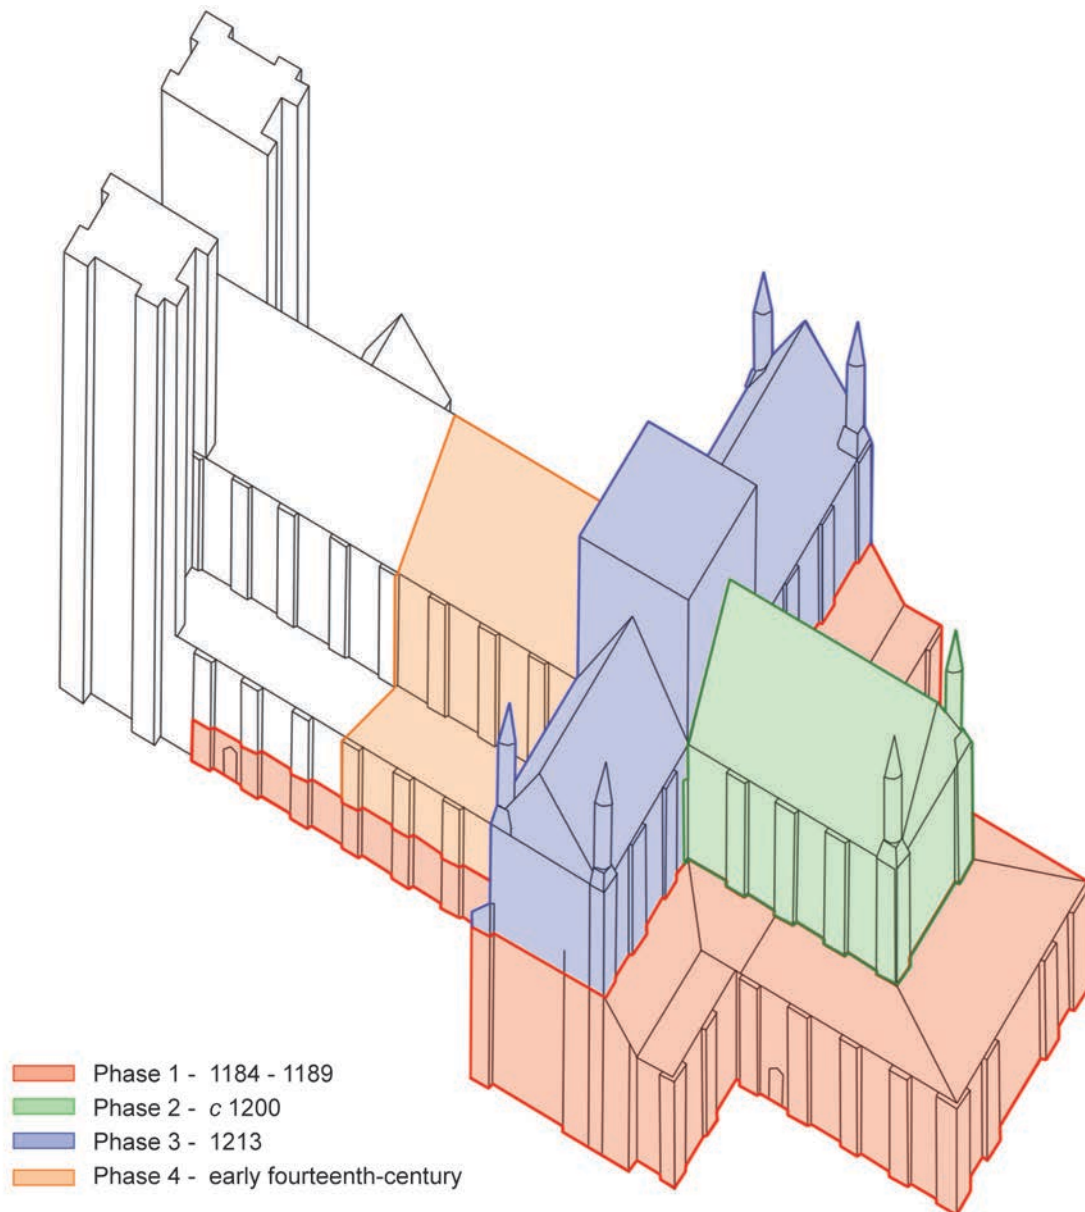 Phase 1 - 1184 - 1189
Phase 2 - c 1200
Phase 3 - 1213
Phase 4 - early fourteenth-century